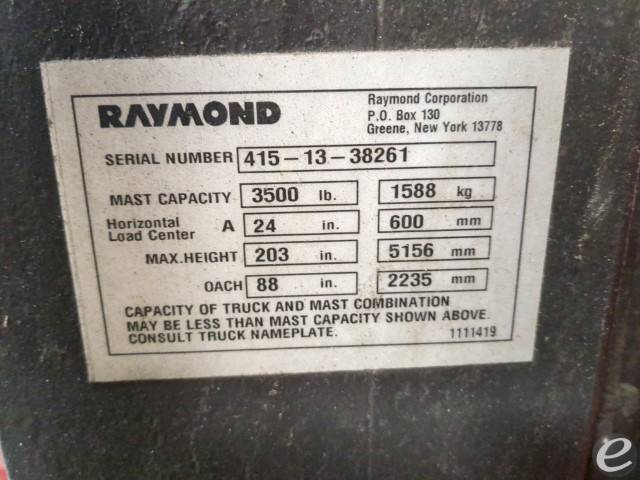 RAYMOND
Raymond Corporation
P.O. Box 130
Greene, New York 13778
SERIAL NUMBER 415-13-38261
MAST CAPACITY 3500 lb. 1588 kg
Horizontal
Load Center A 24 in. 600 mm
MAX. HEIGHT 203 in. 5156 mm
OACH 88 in. 2235 mm
CAPACITY OF TRUCK AND MAST COMBINATION
MAY BE LESS THAN MAST CAPACITY SHOWN ABOVE.
CONSULT TRUCK NAMEPLATE. 1111419
e